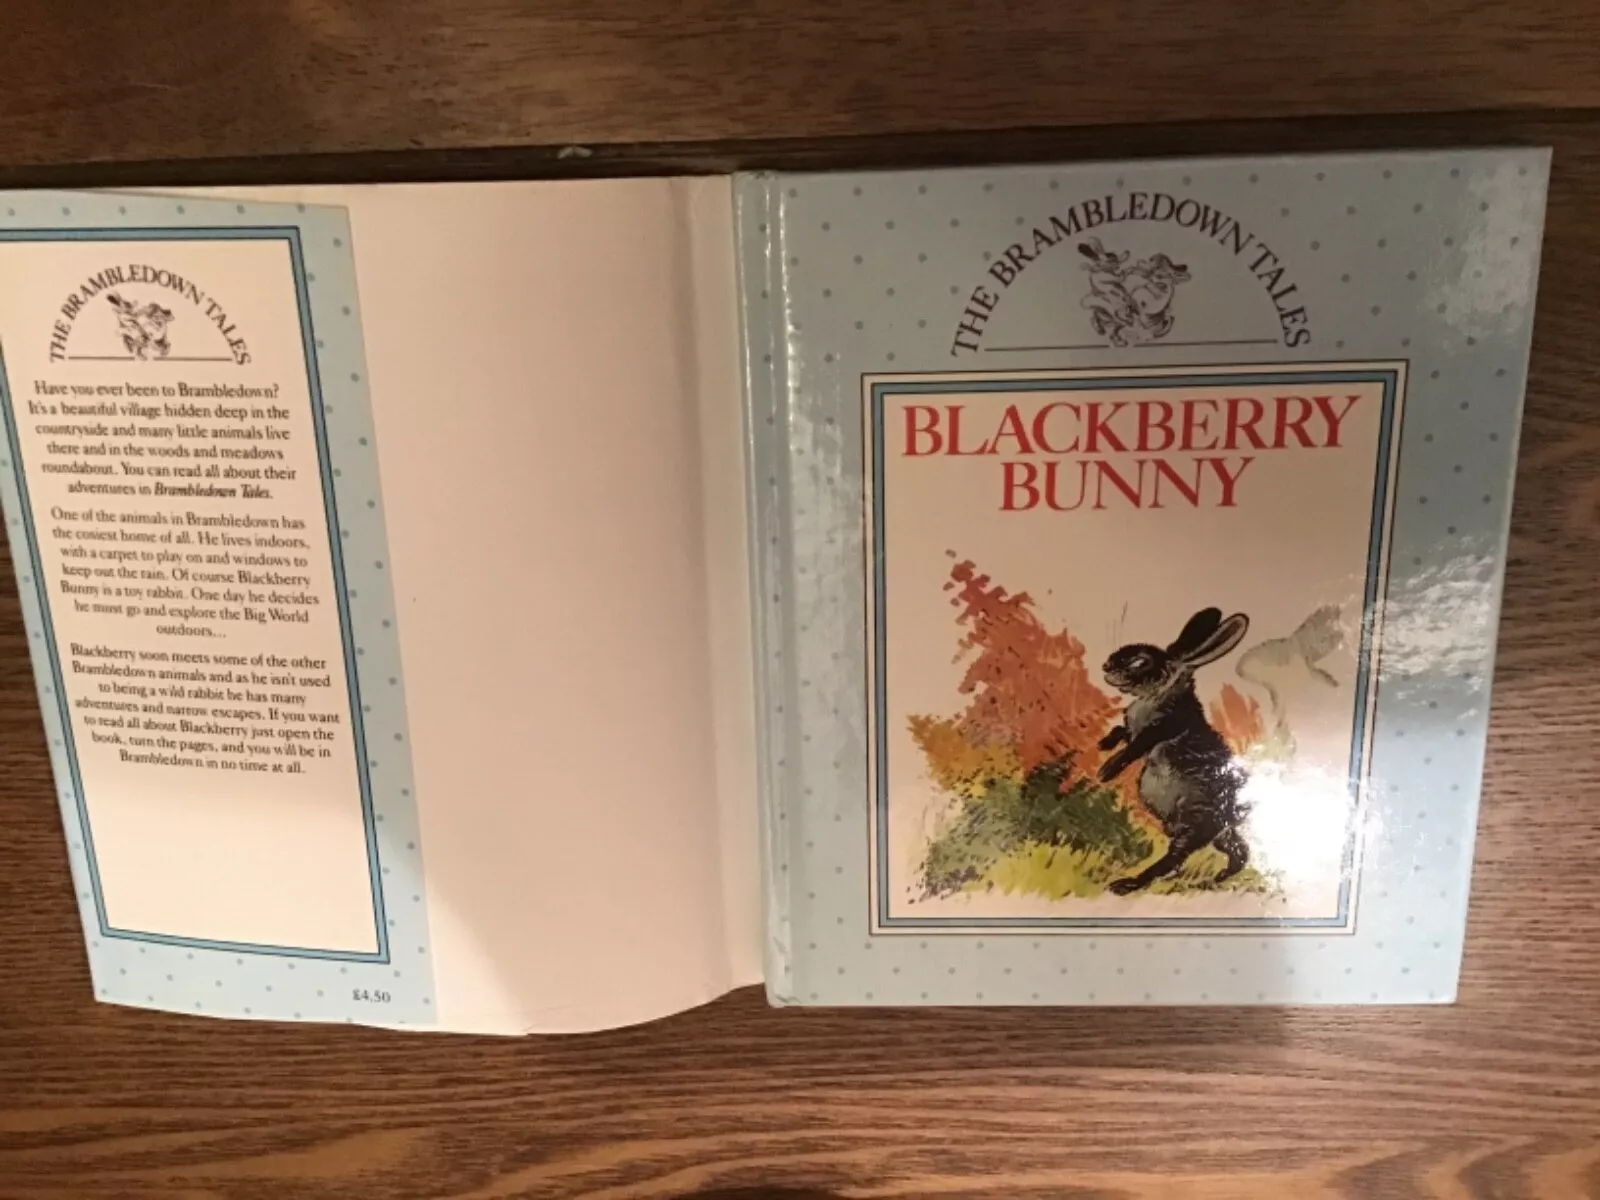 THE BRAMBLEDOWN TALES
Have you ever been to Brambledown?
It's a beautiful village hidden deep in the
countryside and many little animals live
there and in the woods and meadows
roundabout. You can read all about their
adventures in Brambledown Tales.
One of the animals in Brambledown has
the cosiest home of all. He lives indoors,
with a carpet to play on and windows to
keep out the rain. Of course Blackberry
Bunny is a toy rabbit. One day he decides
he must go and explore the Big World
outdoors...
Blackberry soon meets some of the other
Brambledown animals and as he isn't used
to being a wild rabbit he has many
adventures and narrow escapes. If you want
to read all about Blackberry just open the
book, turn the pages, and you will be in
Brambledown in no time at all.
£4.50
THE BRAMBLEDOWN TALES
BLACKBERRY
BUNNY